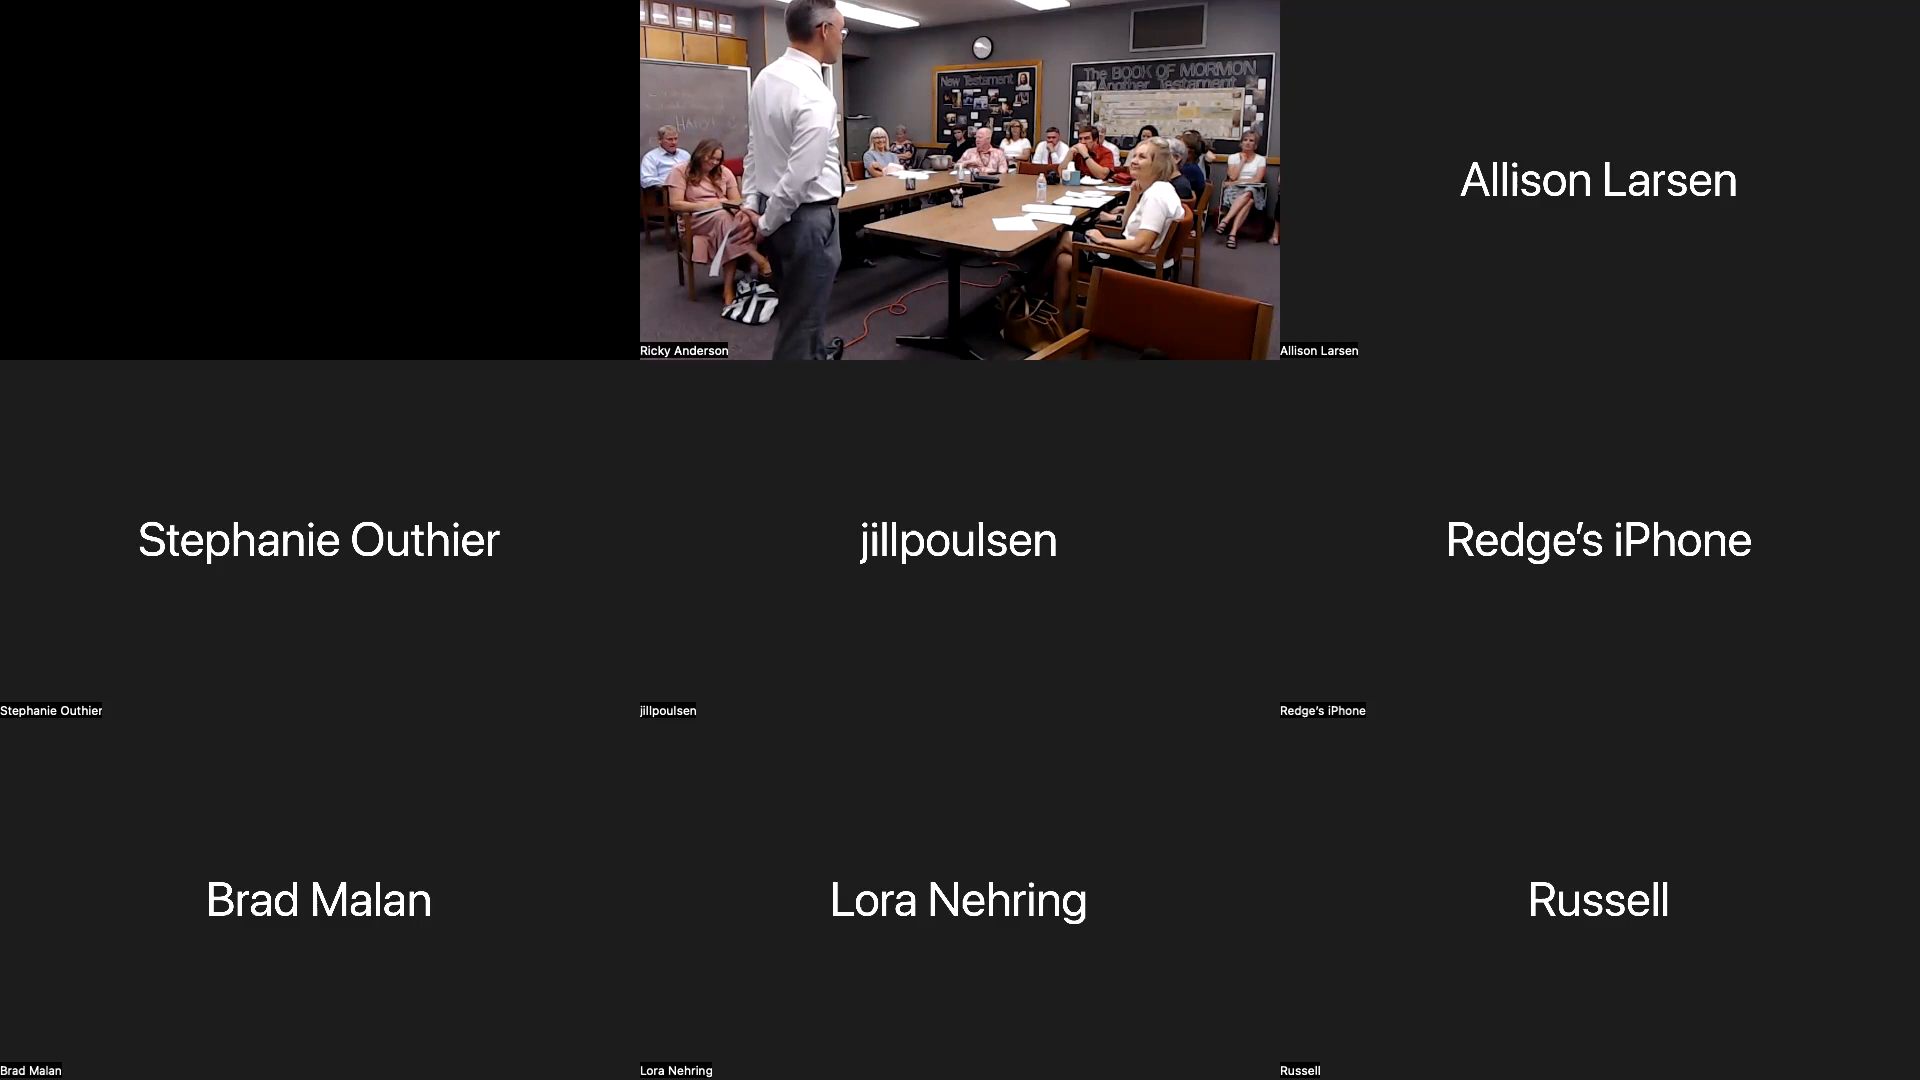 New Testament
The BOOK OF MORMON
Another Testament
HAPPY
Ricky Anderson
Allison Larsen
Allison Larsen
Stephanie Outhier
jillpoulsen
Redge’s iPhone
Stephanie Outhier
jillpoulsen
Redge’s iPhone
Brad Malan
Lora Nehring
Russell
Brad Malan
Lora Nehring
Russell